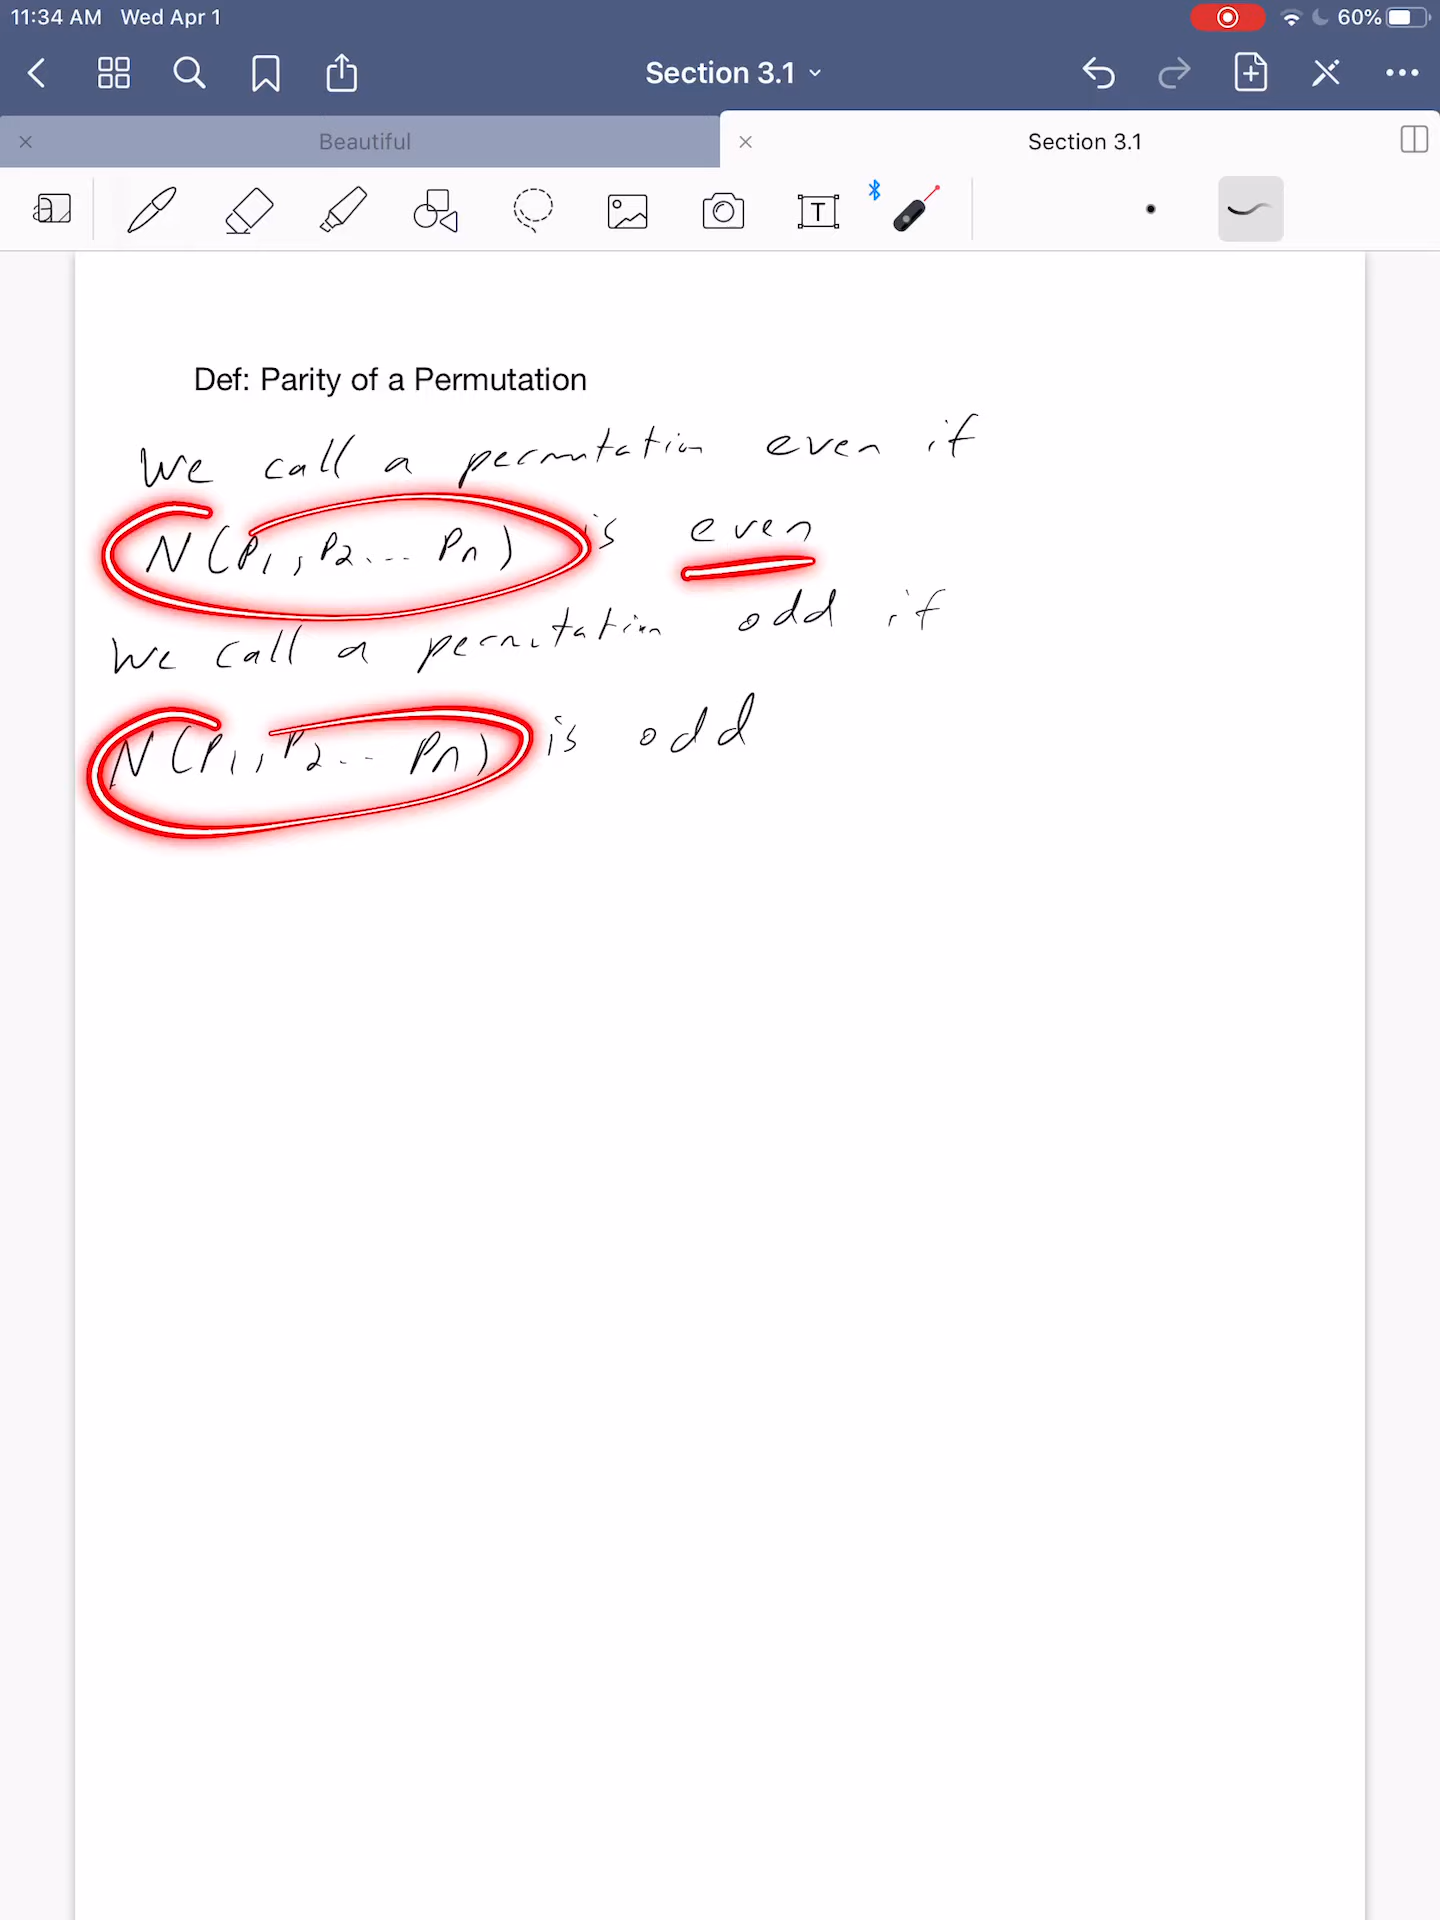 11:34 AM Wed Apr 1 60%
Section 3.1
Beautiful Section 3.1
T
Def: Parity of a Permutation
We call a permutation even if
N(P1, P2... Pn) is even
We call a permutation odd if
N(P1, P2... Pn) is odd